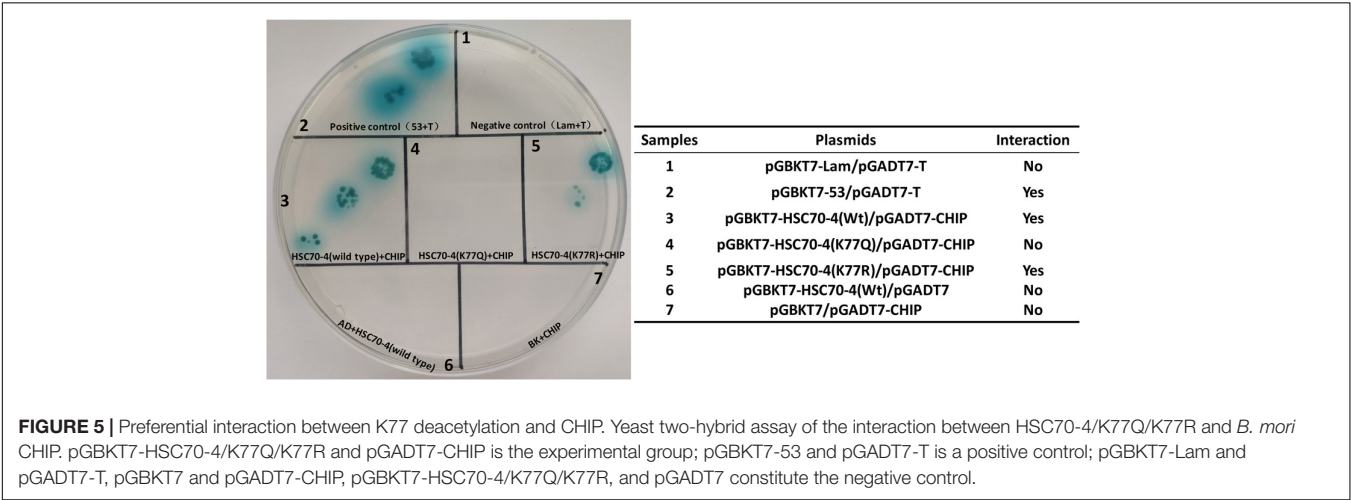 1
2 Positive control（53+T）
Negative control（Lam+T）
3
4
5
HSC70-4(wild type)+CHIP
HSC70-4(K77Q)+CHIP
HSC70-4(K77R)+CHIP
7
AD+HSC70-4(wild type)
6
BK+CHIP
Samples Plasmids Interaction
1 pGBKT7-Lam/pGADT7-T No
2 pGBKT7-53/pGADT7-T Yes
3 pGBKT7-HSC70-4(Wt)/pGADT7-CHIP Yes
4 pGBKT7-HSC70-4(K77Q)/pGADT7-CHIP No
5 pGBKT7-HSC70-4(K77R)/pGADT7-CHIP Yes
6 pGBKT7-HSC70-4(Wt)/pGADT7 No
7 pGBKT7/pGADT7-CHIP No
FIGURE 5 | Preferential interaction between K77 deacetylation and CHIP. Yeast two-hybrid assay of the interaction between HSC70-4/K77Q/K77R and B. mori
CHIP. pGBKT7-HSC70-4/K77Q/K77R and pGADT7-CHIP is the experimental group; pGBKT7-53 and pGADT7-T is a positive control; pGBKT7-Lam and
pGADT7-T, pGBKT7 and pGADT7-CHIP, pGBKT7-HSC70-4/K77Q/K77R, and pGADT7 constitute the negative control.